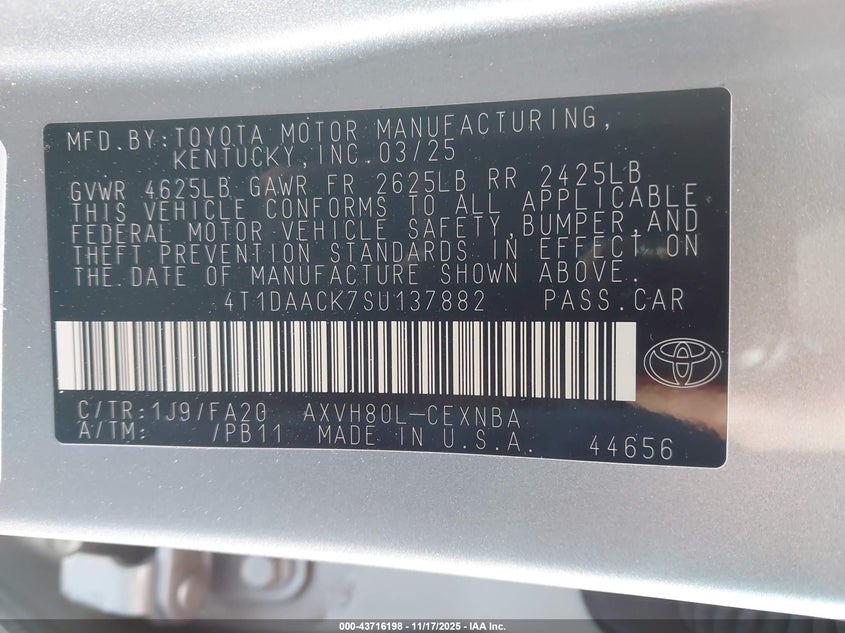 MFD.BY:TOYOTA MOTOR MANUFACTURING,
KENTUCKY,INC.03/25
GVWR 4625LB GAWR FR 2625LB RR 2425LB
THIS VEHICLE CONFORMS TO ALL APPLICABLE
FEDERAL MOTOR VEHICLE SAFETY,BUMPER,AND
THEFT PREVENTION STANDARDS IN EFFECT ON
THE DATE OF MANUFACTURE SHOWN ABOVE.
4T1DAACK7SU137882 PASS.CAR
C/TR:1J9/FA20 AXVH80L-CEXNBA
A/TM: /PB11 MADE IN U.S.A. 44656
000-43716198 - 11/17/2025 - IAA Inc.